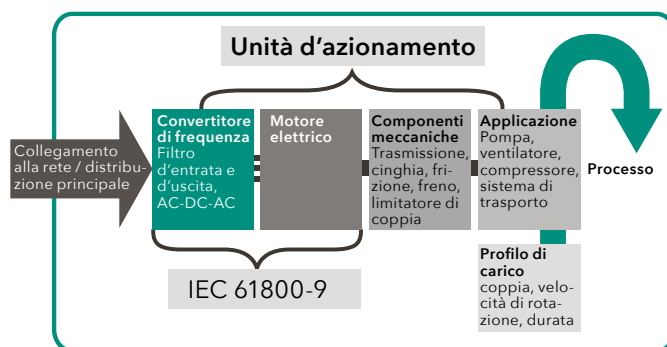 Unità d’azionamento
Collegamento
alla rete / distribu-
zione principale
Convertitore
di frequenza
Filtro
d’entrata e
d’uscita,
AC-DC-AC
Motore
elettrico
Componenti
meccaniche
Trasmissione,
cinghia, fri-
zione, freno,
limitatore di
coppia
Applicazione
Pompa,
ventilatore,
compressore,
sistema di
trasporto
Processo
Profilo di
carico
coppia, velo-
cità di rota-
zione, durata
IEC 61800-9